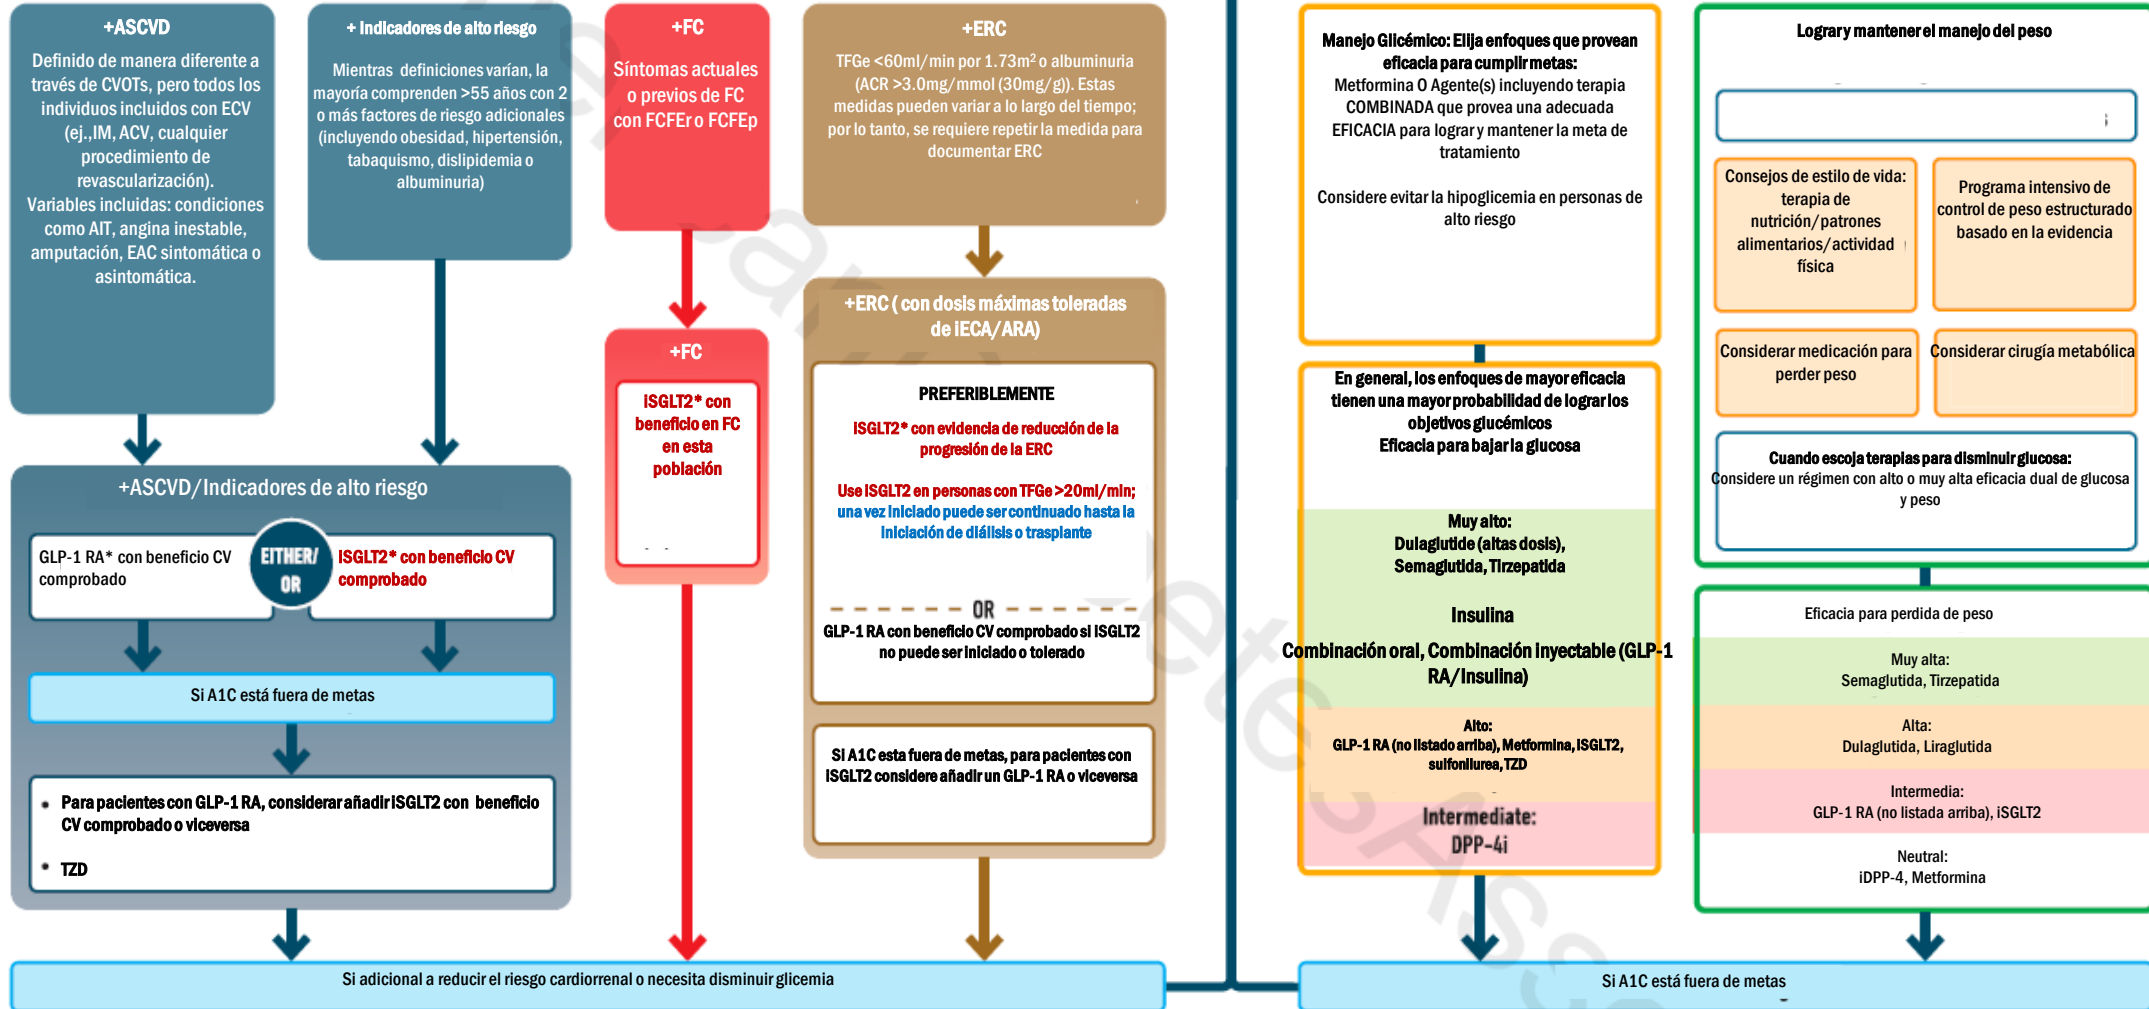 +ASCVD
Definido de manera diferente a
través de CVOTs, pero todos los
individuos incluidos con ECV
(ej.,IM, ACV, cualquier
procedimiento de
revascularización).
Variables incluidas: condiciones
como AIT, angina inestable,
amputación, EAC sintomática o
asintomática.
+ Indicadores de alto riesgo
Mientras definiciones varían, la
mayoría comprenden >55 años con 2
o más factores de riesgo adicionales
(incluyendo obesidad, hipertensión,
tabaquismo, dislipidemia o
albuminuria)
+FC
Síntomas actuales
o previos de FC
con FCFEr o FCFEp
+ERC
TFGe <60ml/min por 1.73m² o albuminuria
(ACR >3.0mg/mmol (30mg/g)). Estas
medidas pueden variar a lo largo del tiempo;
por lo tanto, se requiere repetir la medida para
documentar ERC
+ASCVD/Indicadores de alto riesgo
GLP-1 RA* con beneficio CV
comprobado
EITHER/
OR
iSGLT2* con beneficio CV
comprobado
Si A1C está fuera de metas
• Para pacientes con GLP-1 RA, considerar añadir iSGLT2 con beneficio
CV comprobado o viceversa
• TZD
+FC
iSGLT2* con
beneficio en FC
en esta
población
+ERC ( con dosis máximas toleradas
de iECA/ARA)
PREFERIBLEMENTE
iSGLT2* con evidencia de reducción de la
progresión de la ERC
Use iSGLT2 en personas con TFGe >20ml/min;
una vez iniciado puede ser continuado hasta la
iniciación de diálisis o trasplante
OR
GLP-1 RA con beneficio CV comprobado si iSGLT2
no puede ser iniciado o tolerado
Si A1C esta fuera de metas, para pacientes con
iSGLT2 considere añadir un GLP-1 RA o viceversa
Si adicional a reducir el riesgo cardiorrenal o necesita disminuir glicemia
Manejo Glicémico: Elija enfoques que provean
eficacia para cumplir metas:
Metformina O Agente(s) incluyendo terapia
COMBINADA que provea una adecuada
EFICACIA para lograr y mantener la meta de
tratamiento
Considere evitar la hipoglicemia en personas de
alto riesgo
En general, los enfoques de mayor eficacia
tienen una mayor probabilidad de lograr los
objetivos glucémicos
Eficacia para bajar la glucosa
Muy alto:
Dulaglutide (altas dosis),
Semaglutida, Tirzepatida
Insulina
Combinación oral, Combinación inyectable (GLP-1
RA/Insulina)
Alto:
GLP-1 RA (no listado arriba), Metformina, iSGLT2,
sulfonilurea, TZD
Intermediate:
DPP-4i
Lograr y mantener el manejo del peso
Consejos de estilo de vida:
terapia de
nutrición/patrones
alimentarios/actividad
física
Programa intensivo de
control de peso estructurado
basado en la evidencia
Considerar medicación para
perder peso
Considerar cirugía metabólica
Cuando escoja terapias para disminuir glucosa:
Considere un régimen con alto o muy alta eficacia dual de glucosa
y peso
Eficacia para perdida de peso
Muy alta:
Semaglutida, Tirzepatida
Alta:
Dulaglutida, Liraglutida
Intermedia:
GLP-1 RA (no listada arriba), iSGLT2
Neutral:
iDPP-4, Metformina
Si A1C está fuera de metas